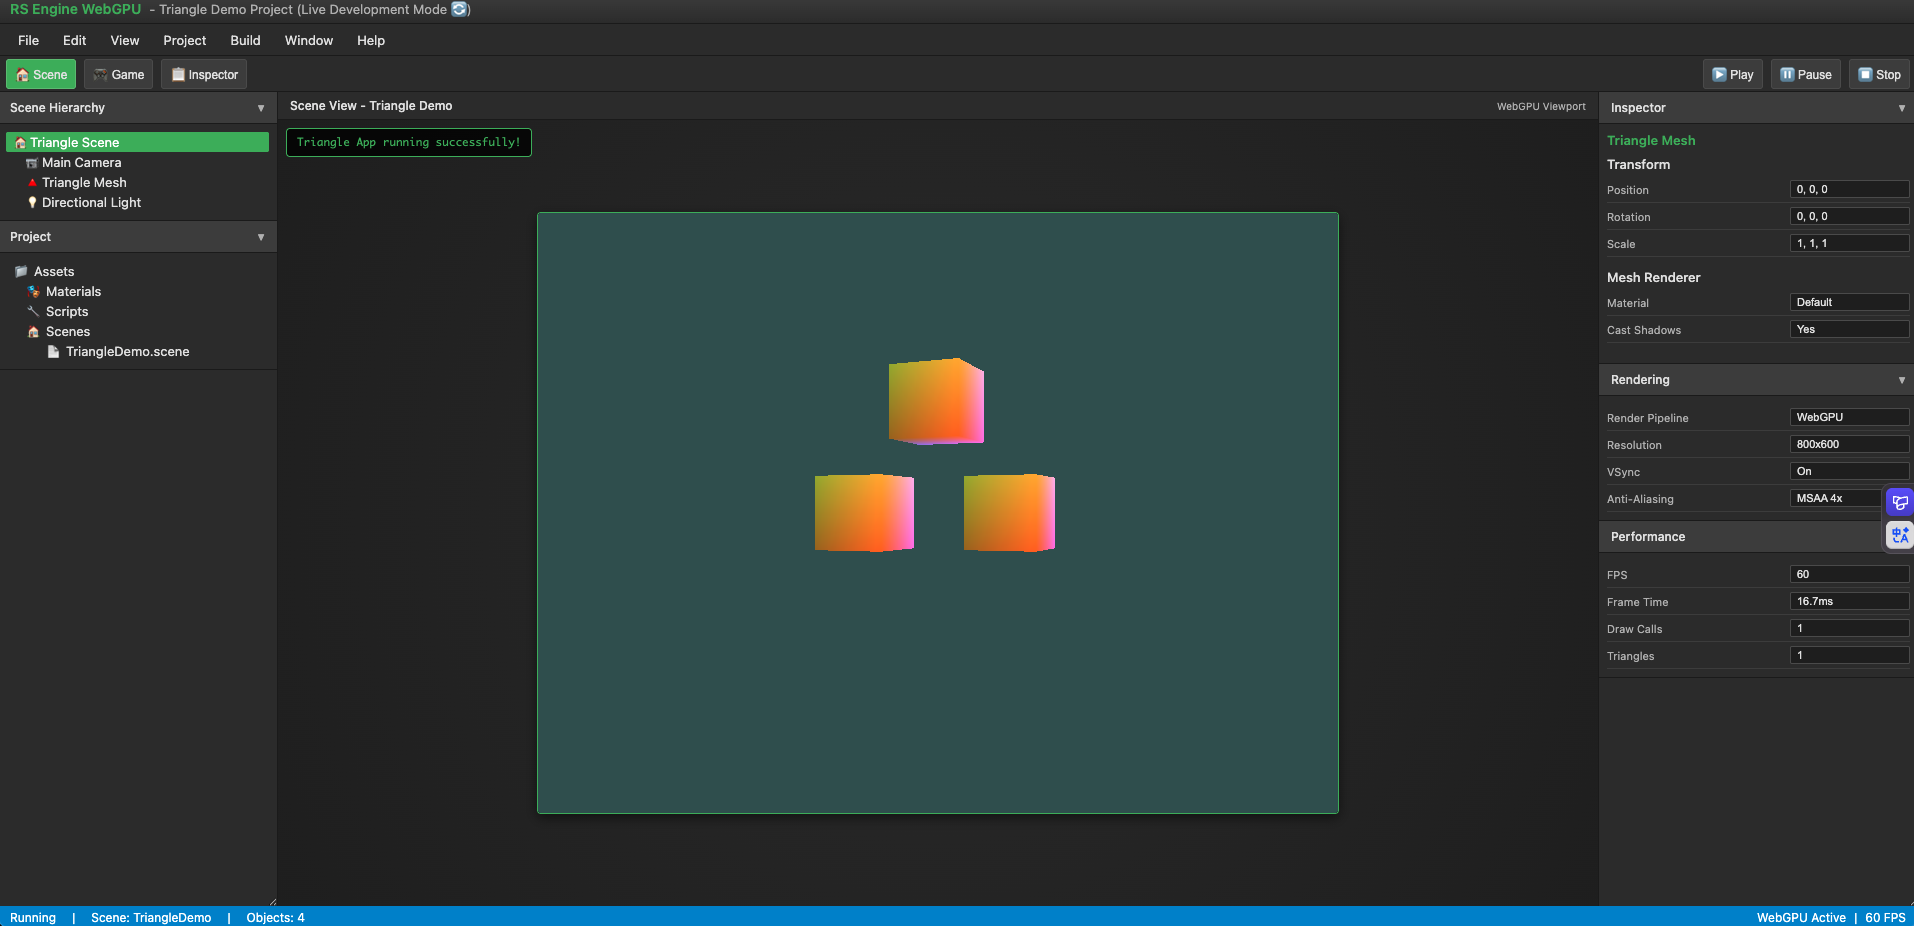 RS Engine WebGPU - Triangle Demo Project (Live Development Mode 🔄)
File Edit View Project Build Window Help
Scene Game Inspector Play Pause Stop
Scene Hierarchy
Triangle Scene
Main Camera
Triangle Mesh
Directional Light
Project
Assets
Materials
Scripts
Scenes
TriangleDemo.scene
Scene View - Triangle Demo WebGPU Viewport
Triangle App running successfully!
Inspector
Triangle Mesh
Transform
Position 0, 0, 0
Rotation 0, 0, 0
Scale 1, 1, 1
Mesh Renderer
Material Default
Cast Shadows Yes
Rendering
Render Pipeline WebGPU
Resolution 800x600
VSync On
Anti-Aliasing MSAA 4x
中A
Performance
FPS 60
Frame Time 16.7ms
Draw Calls 1
Triangles 1
Running | Scene: TriangleDemo | Objects: 4 WebGPU Active | 60 FPS